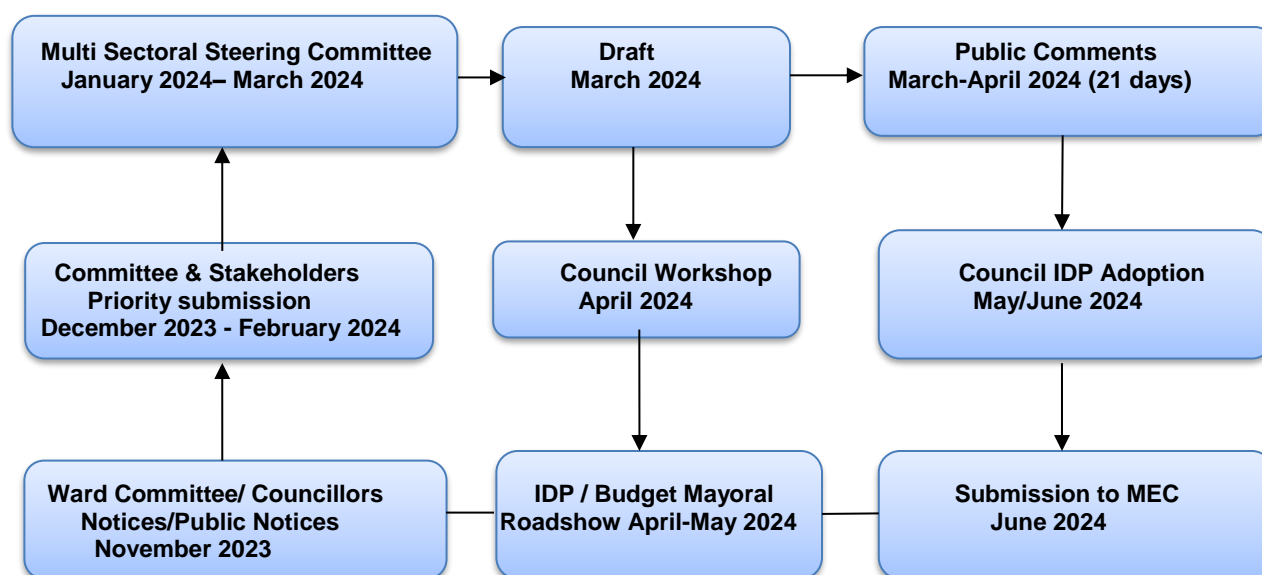 Multi Sectoral Steering Committee
January 2024– March 2024
Draft
March 2024
Public Comments
March-April 2024 (21 days)
Committee & Stakeholders
Priority submission
December 2023 - February 2024
Council Workshop
April 2024
Council IDP Adoption
May/June 2024
Ward Committee/ Councillors
Notices/Public Notices
November 2023
IDP / Budget Mayoral
Roadshow April-May 2024
Submission to MEC
June 2024